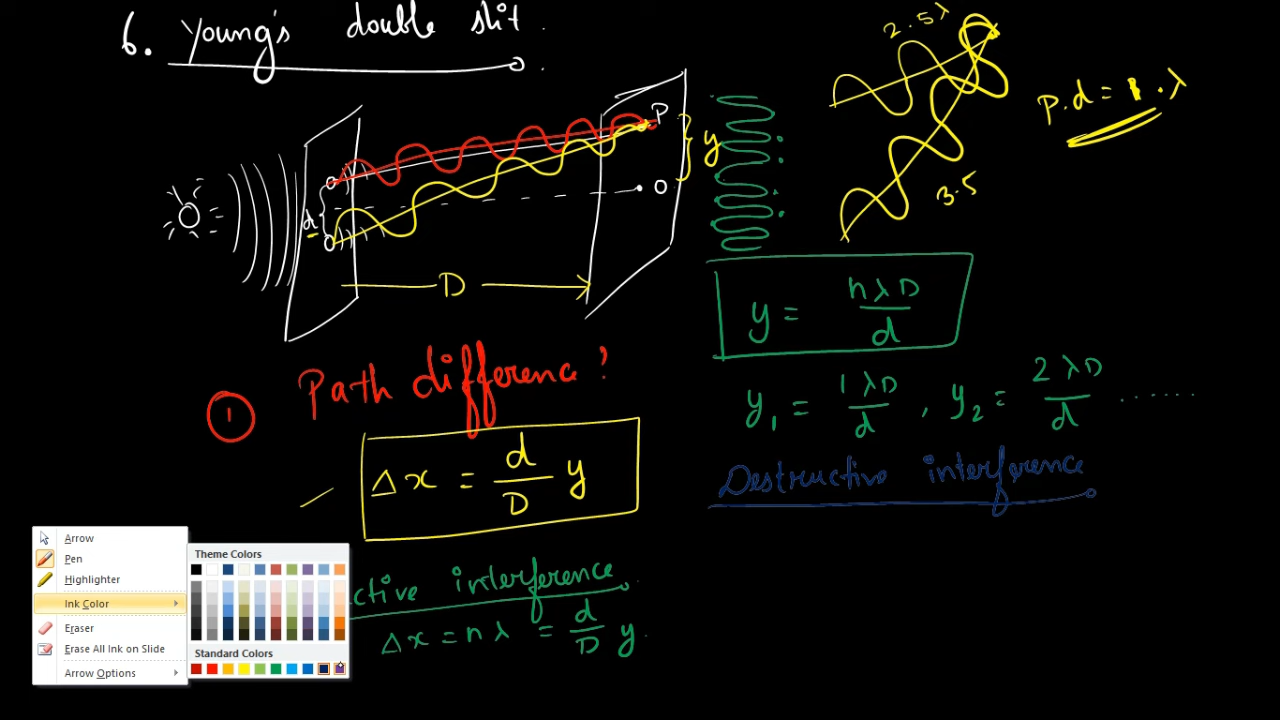 6. Young's double slit.
2.5λ
P.d = 1.λ
3.5
P
y
O
d
D
y = nλD/d
Path difference?
1
y₁ = 1λD/d , y₂ = 2λD/d ......
Δx = d/D y
Destructive interference
ctive interference
Δx = nλ = d/D y.
Arrow
Pen
Highlighter
Ink Color
Eraser
Erase All Ink on Slide
Arrow Options
Theme Colors
Standard Colors